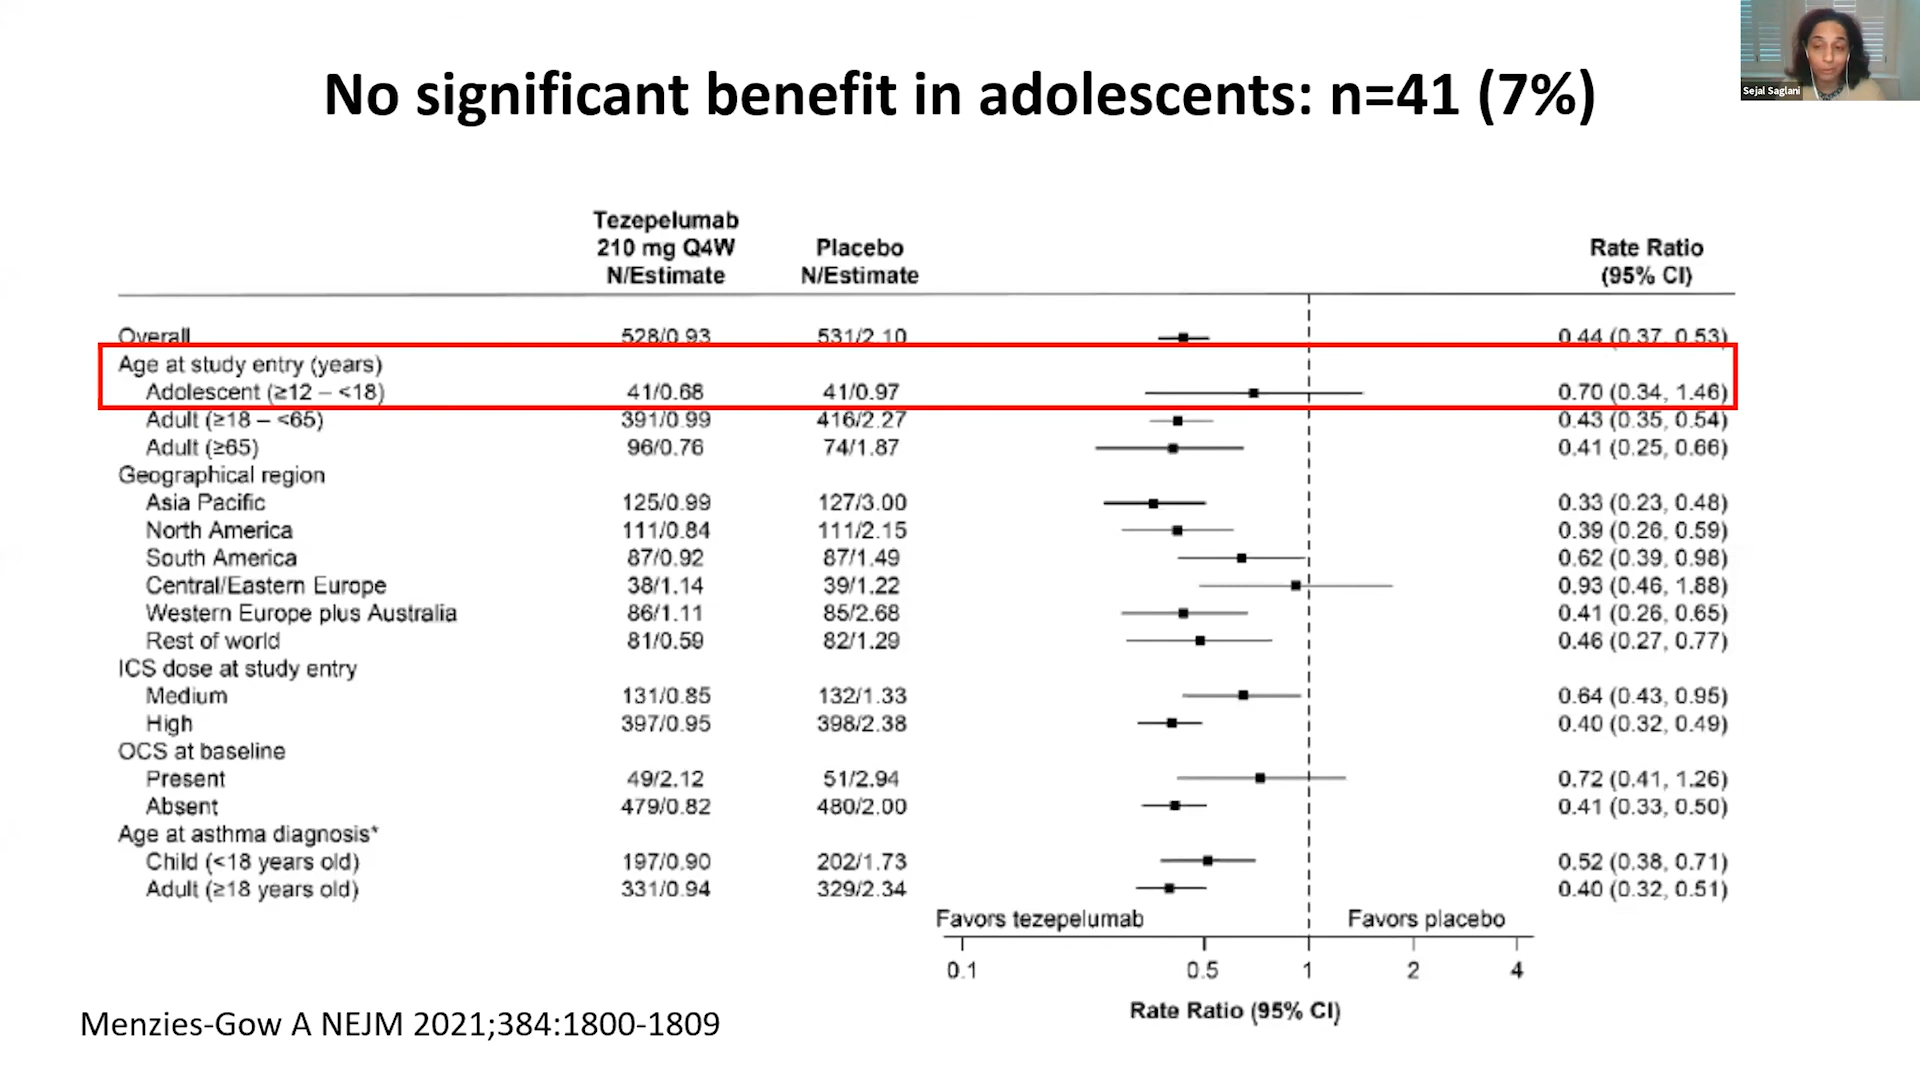 No significant benefit in adolescents: n=41 (7%)
Sejal Saglani
Tezepelumab
210 mg Q4W
N/Estimate
Placebo
N/Estimate
Rate Ratio
(95% CI)
Overall 528/0.93 531/2.10 0.44 (0.37, 0.53)
Age at study entry (years)
Adolescent (≥12 – <18) 41/0.68 41/0.97 0.70 (0.34, 1.46)
Adult (≥18 – <65) 391/0.99 416/2.27 0.43 (0.35, 0.54)
Adult (≥65) 96/0.76 74/1.87 0.41 (0.25, 0.66)
Geographical region
Asia Pacific 125/0.99 127/3.00 0.33 (0.23, 0.48)
North America 111/0.84 111/2.15 0.39 (0.26, 0.59)
South America 87/0.92 87/1.49 0.62 (0.39, 0.98)
Central/Eastern Europe 38/1.14 39/1.22 0.93 (0.46, 1.88)
Western Europe plus Australia 86/1.11 85/2.68 0.41 (0.26, 0.65)
Rest of world 81/0.59 82/1.29 0.46 (0.27, 0.77)
ICS dose at study entry
Medium 131/0.85 132/1.33 0.64 (0.43, 0.95)
High 397/0.95 398/2.38 0.40 (0.32, 0.49)
OCS at baseline
Present 49/2.12 51/2.94 0.72 (0.41, 1.26)
Absent 479/0.82 480/2.00 0.41 (0.33, 0.50)
Age at asthma diagnosis*
Child (<18 years old) 197/0.90 202/1.73 0.52 (0.38, 0.71)
Adult (≥18 years old) 331/0.94 329/2.34 0.40 (0.32, 0.51)
Favors tezepelumab Favors placebo
0.1 0.5 1 2 4
Rate Ratio (95% CI)
Menzies-Gow A NEJM 2021;384:1800-1809